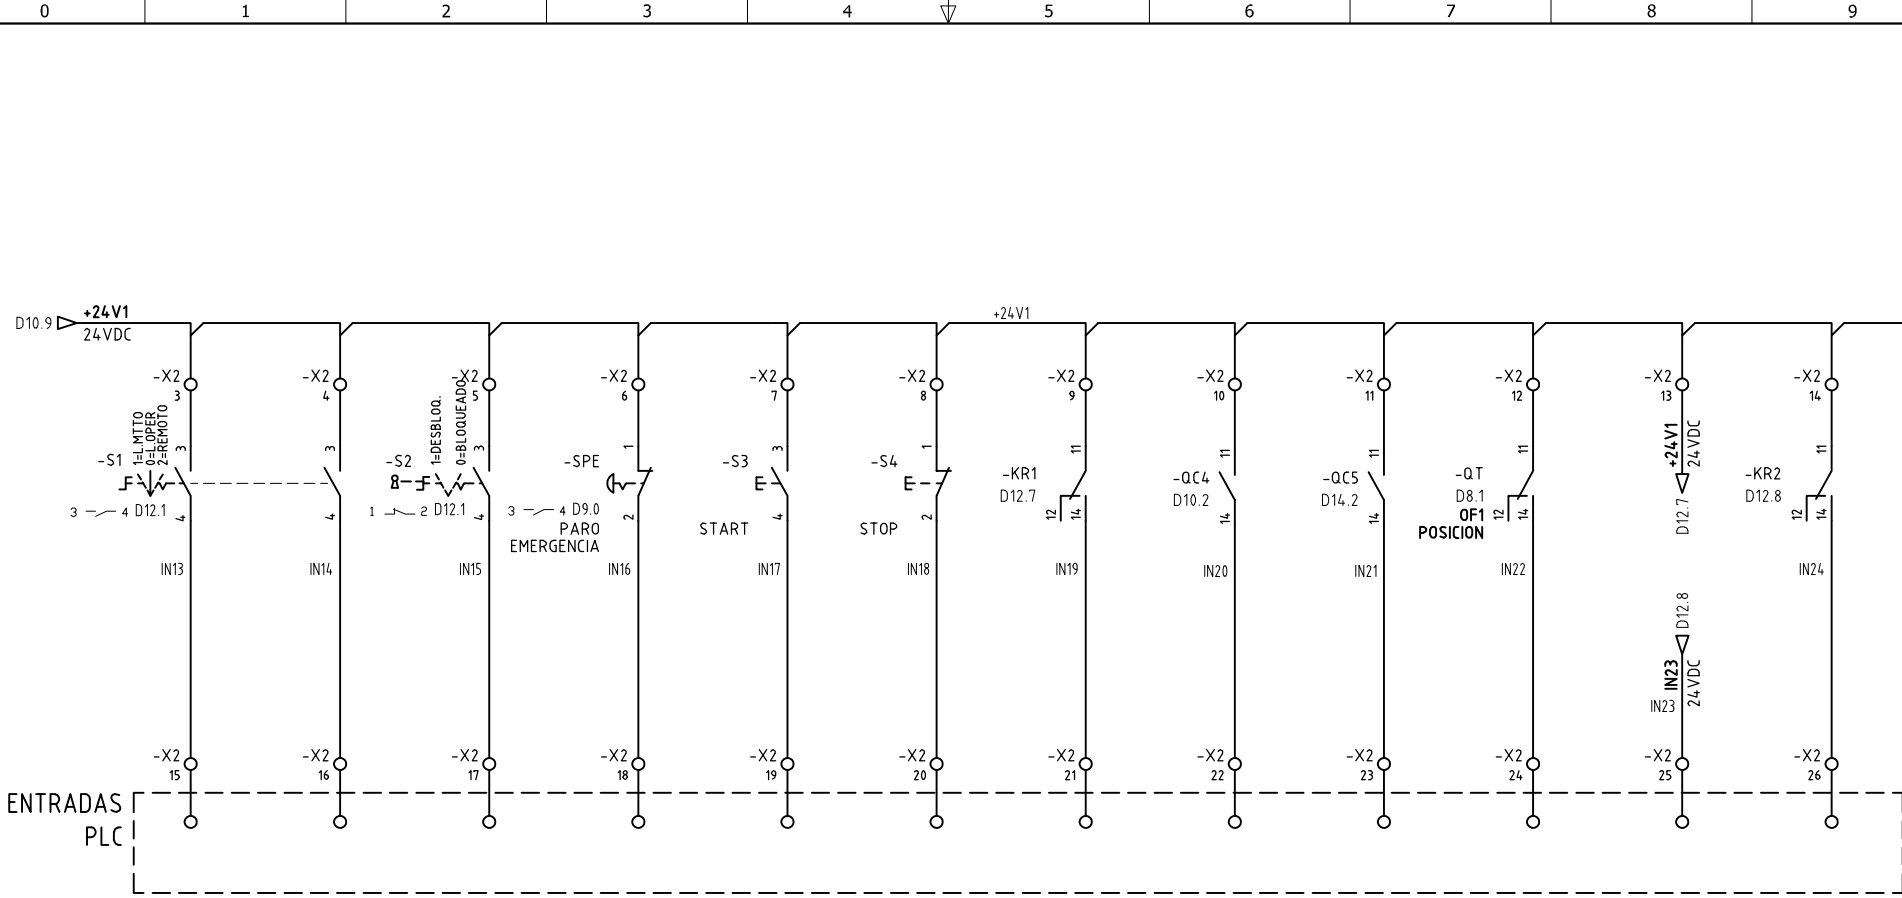 0 1 2 3 4 5 6 7 8 9
D10.9 +24V1 +24V1
24VDC
-X2 -X2 -X2 -X2 -X2 -X2 -X2 -X2 -X2 -X2 -X2 -X2
3 4 5 6 7 8 9 10 11 12 13 14
1=L.MTTO
0=L.OPER
2=REMOTO
1=DESBLOQ.
0=BLOQUEADO
+24V1
24VDC
3 3 3 1 3 1 11 11 11 11 11
-S1 -S2 -SPE -S3 -S4 -KR1 -QC4 -QC5 -QT -KR2
D12.7 D10.2 D14.2 D8.1 D12.8
3 4 D12.1 1 2 D12.1 3 4 D9.0
4 4 4 2 4 2 12 14 14 14 12 14 12 14
PARO
EMERGENCIA
START STOP
OF1
POSICION
D12.7
IN13 IN14 IN15 IN16 IN17 IN18 IN19 IN20 IN21 IN22 IN24
D12.8
IN23
24VDC
IN23
-X2 -X2 -X2 -X2 -X2 -X2 -X2 -X2 -X2 -X2 -X2 -X2
15 16 17 18 19 20 21 22 23 24 25 26
ENTRADAS
PLC